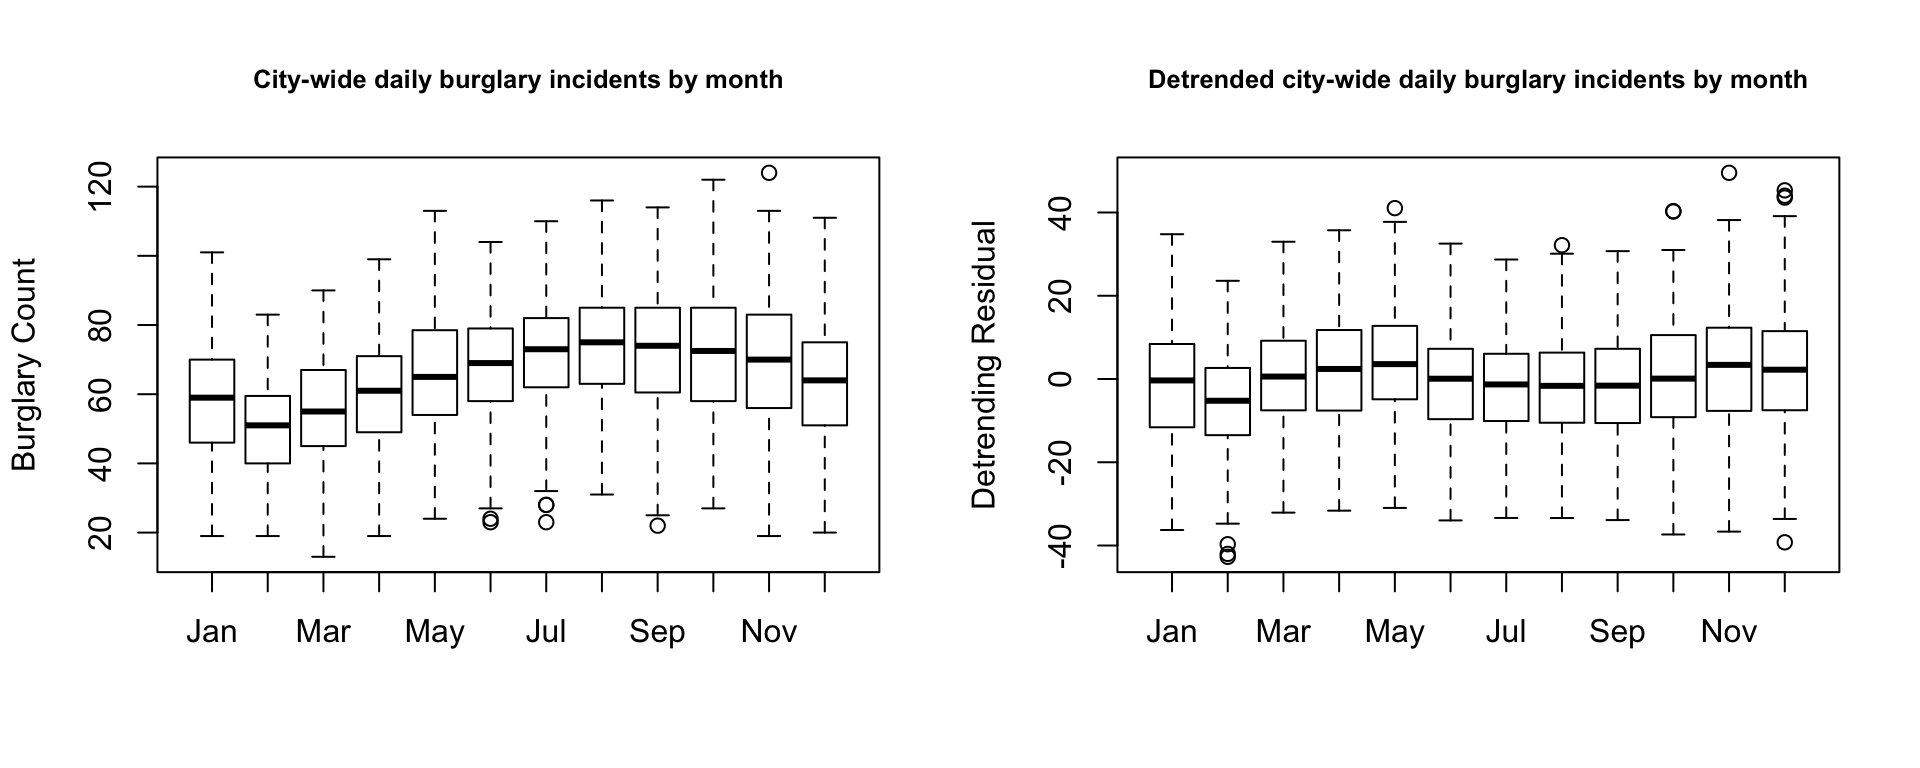 City-wide daily burglary incidents by month
Burglary Count
120
80
60
40
20
Jan Mar May Jul Sep Nov
Detrended city-wide daily burglary incidents by month
Detrending Residual
40
20
0
-20
-40
Jan Mar May Jul Sep Nov